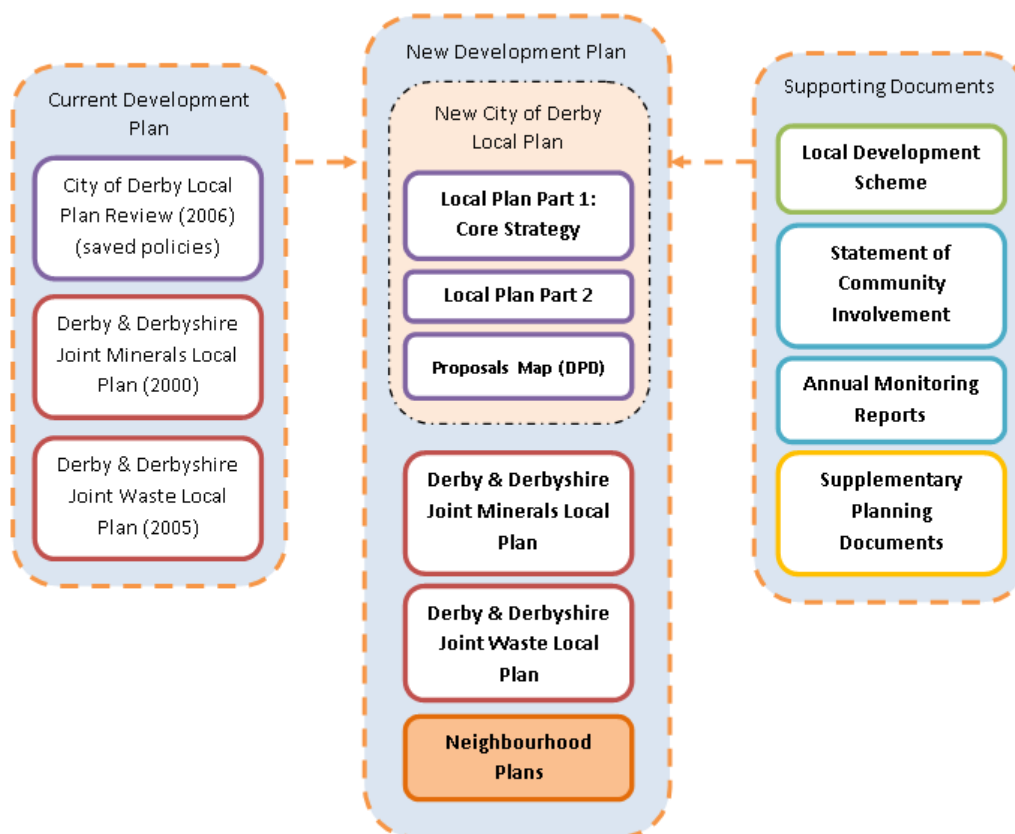 Current Development
Plan
City of Derby Local
Plan Review (2006)
(saved policies)
Derby & Derbyshire
Joint Minerals Local
Plan (2000)
Derby & Derbyshire
Joint Waste Local
Plan (2005)
New Development Plan
New City of Derby
Local Plan
Local Plan Part 1:
Core Strategy
Local Plan Part 2
Proposals Map (DPD)
Derby & Derbyshire
Joint Minerals Local
Plan
Derby & Derbyshire
Joint Waste Local
Plan
Neighbourhood
Plans
Supporting Documents
Local Development
Scheme
Statement of
Community
Involvement
Annual Monitoring
Reports
Supplementary
Planning
Documents